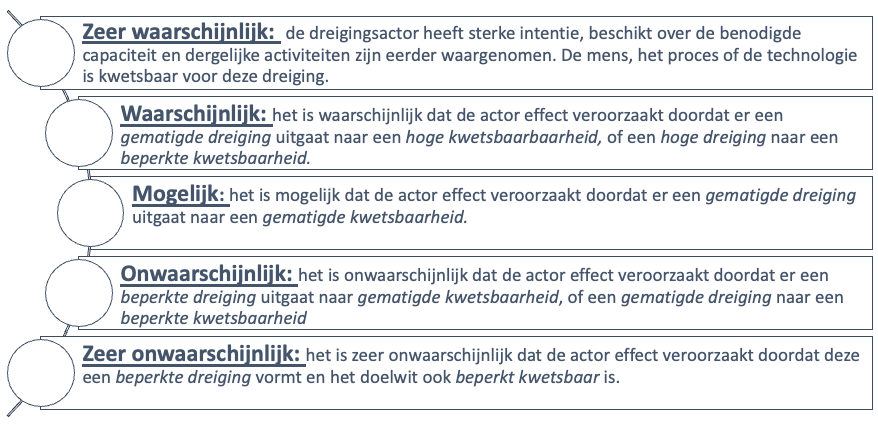 Zeer waarschijnlijk: de dreigingsactor heeft sterke intentie, beschikt over de benodigde
capaciteit en dergelijke activiteiten zijn eerder waargenomen. De mens, het proces of de technologie
is kwetsbaar voor deze dreiging.
Waarschijnlijk: het is waarschijnlijk dat de actor effect veroorzaakt doordat er een
gematigde dreiging uitgaat naar een hoge kwetsbaarbaarheid, of een hoge dreiging naar een
beperkte kwetsbaarheid.
Mogelijk: het is mogelijk dat de actor effect veroorzaakt doordat er een gematigde dreiging
uitgaat naar een gematigde kwetsbaarheid.
Onwaarschijnlijk: het is onwaarschijnlijk dat de actor effect veroorzaakt doordat er een
beperkte dreiging uitgaat naar gematigde kwetsbaarheid, of een gematigde dreiging naar een
beperkte kwetsbaarheid
Zeer onwaarschijnlijk: het is zeer onwaarschijnlijk dat de actor effect veroorzaakt doordat deze
een beperkte dreiging vormt en het doelwit ook beperkt kwetsbaar is.